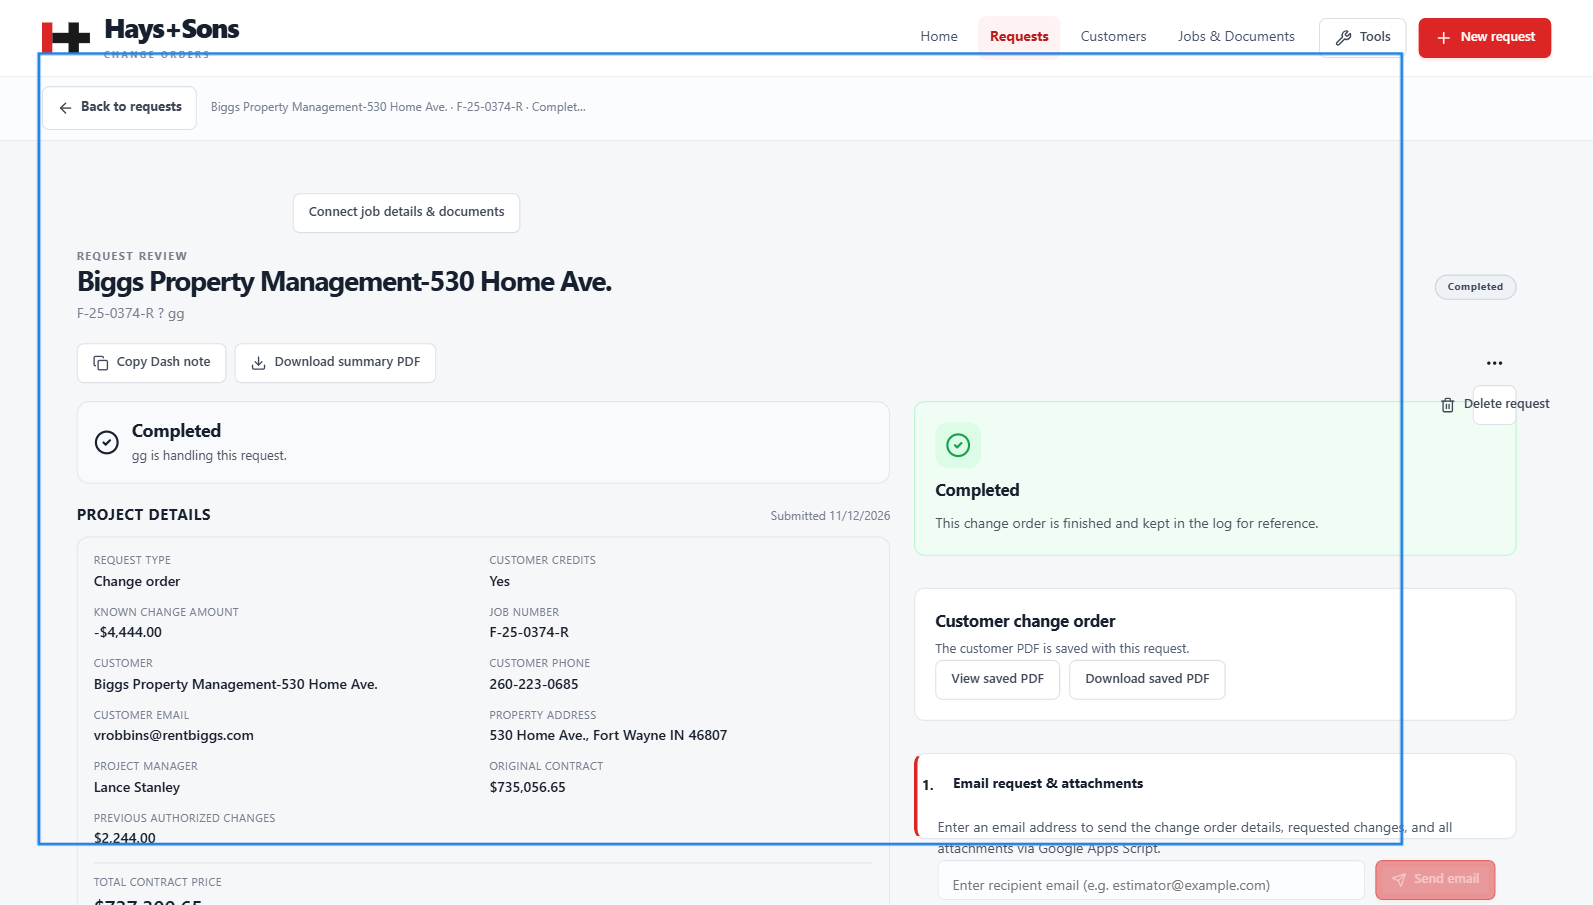 Hays+Sons
CHANGE ORDERS
Home
Requests
Customers
Jobs & Documents
Tools
New request
Back to requests
Biggs Property Management-530 Home Ave. · F-25-0374-R · Complet...
Connect job details & documents
REQUEST REVIEW
Biggs Property Management-530 Home Ave.
F-25-0374-R ? gg
Completed
Copy Dash note
Download summary PDF
Delete request
Completed
gg is handling this request.
PROJECT DETAILS
Submitted 11/12/2026
REQUEST TYPE
Change order
CUSTOMER CREDITS
Yes
KNOWN CHANGE AMOUNT
-$4,444.00
JOB NUMBER
F-25-0374-R
CUSTOMER
Biggs Property Management-530 Home Ave.
CUSTOMER PHONE
260-223-0685
CUSTOMER EMAIL
vrobbins@rentbiggs.com
PROPERTY ADDRESS
530 Home Ave., Fort Wayne IN 46807
PROJECT MANAGER
Lance Stanley
ORIGINAL CONTRACT
$735,056.65
PREVIOUS AUTHORIZED CHANGES
$2,244.00
TOTAL CONTRACT PRICE
Completed
This change order is finished and kept in the log for reference.
Customer change order
The customer PDF is saved with this request.
View saved PDF
Download saved PDF
1. Email request & attachments
Enter an email address to send the change order details, requested changes, and all
attachments via Google Apps Script.
Enter recipient email (e.g. estimator@example.com)
Send email